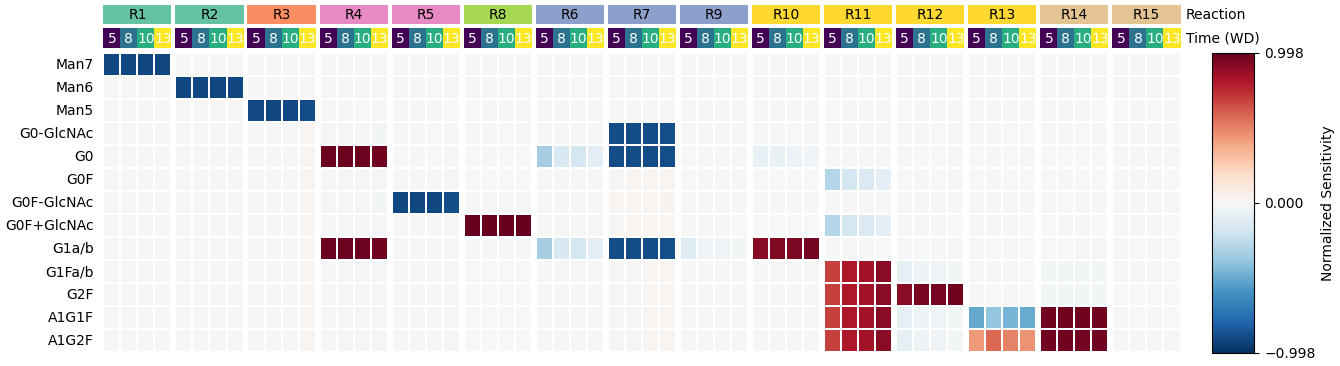 R1 R2 R3 R4 R5 R8 R6 R7 R9 R10 R11 R12 R13 R14 R15 Reaction
5 8 10 13 5 8 10 13 5 8 10 13 5 8 10 13 5 8 10 13 5 8 10 13 5 8 10 13 5 8 10 13 5 8 10 13 5 8 10 13 5 8 10 13 5 8 10 13 5 8 10 13 5 8 10 13 5 8 10 13 Time (WD)
Man7
Man6
Man5
G0-GlcNAc
G0
G0F
G0F-GlcNAc
G0F+GlcNAc
G1a/b
G1Fa/b
G2F
A1G1F
A1G2F
0.998
0.000
−0.998
Normalized Sensitivity